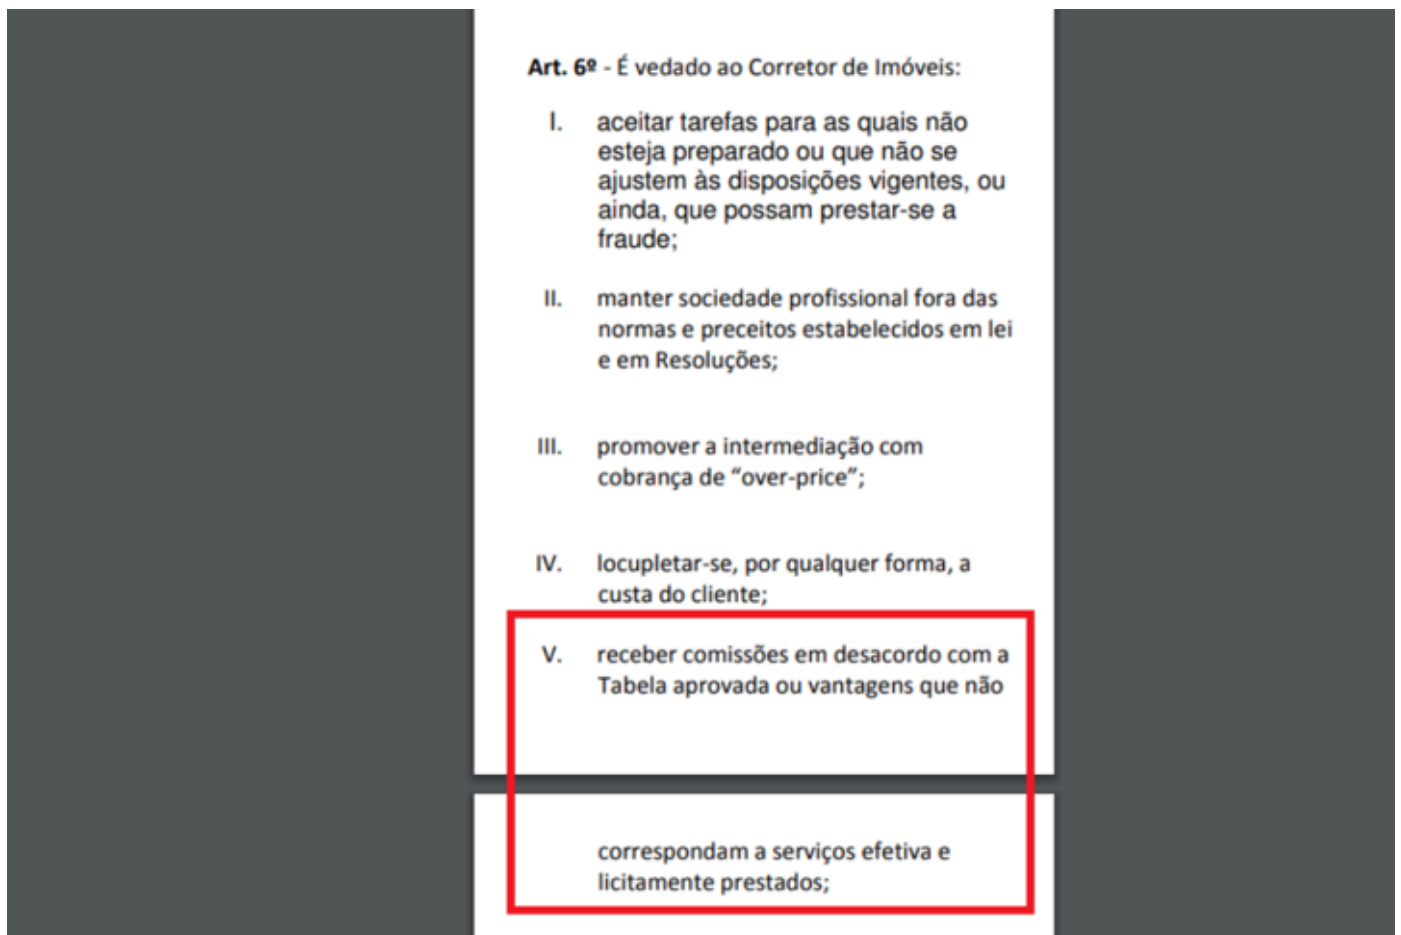 Art. 6º - É vedado ao Corretor de Imóveis:
I. aceitar tarefas para as quais não
esteja preparado ou que não se
ajustem às disposições vigentes, ou
ainda, que possam prestar-se a
fraude;
II. manter sociedade profissional fora das
normas e preceitos estabelecidos em lei
e em Resoluções;
III. promover a intermediação com
cobrança de “over-price”;
IV. locupletar-se, por qualquer forma, a
custa do cliente;
V. receber comissões em desacordo com a
Tabela aprovada ou vantagens que não
correspondam a serviços efetiva e
licitamente prestados;